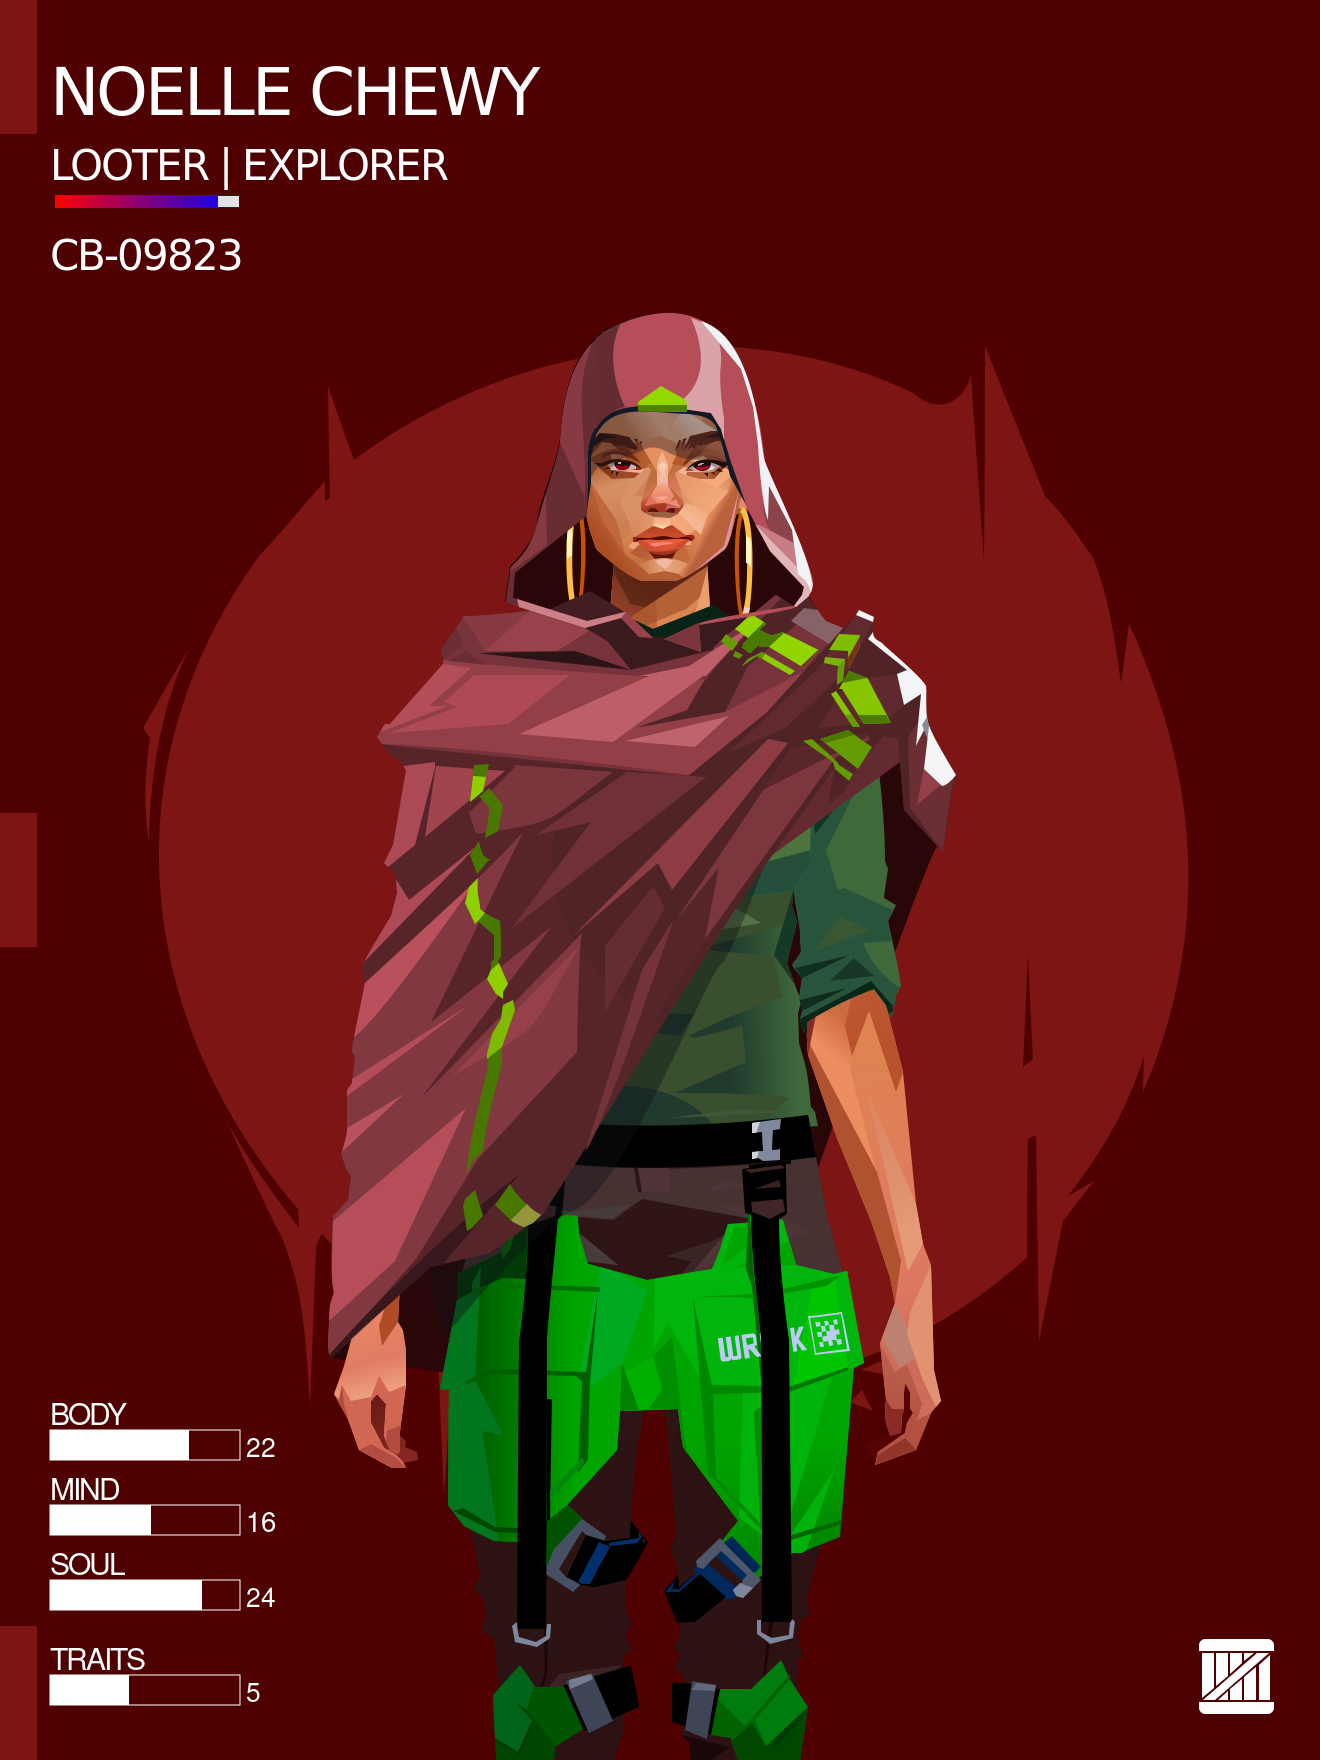 NOELLE CHEWY
LOOTER | EXPLORER
CB-09823
BODY
22
MIND
16
SOUL
24
TRAITS
5